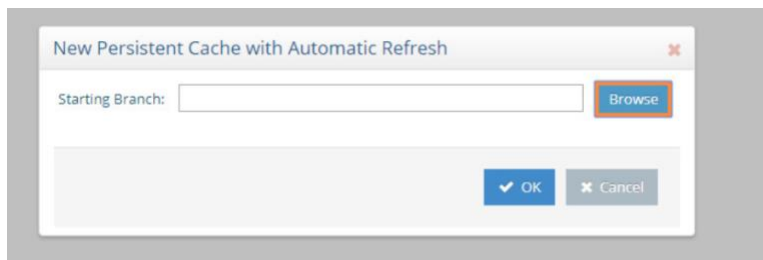 New Persistent Cache with Automatic Refresh
Starting Branch:
Browse
OK
Cancel